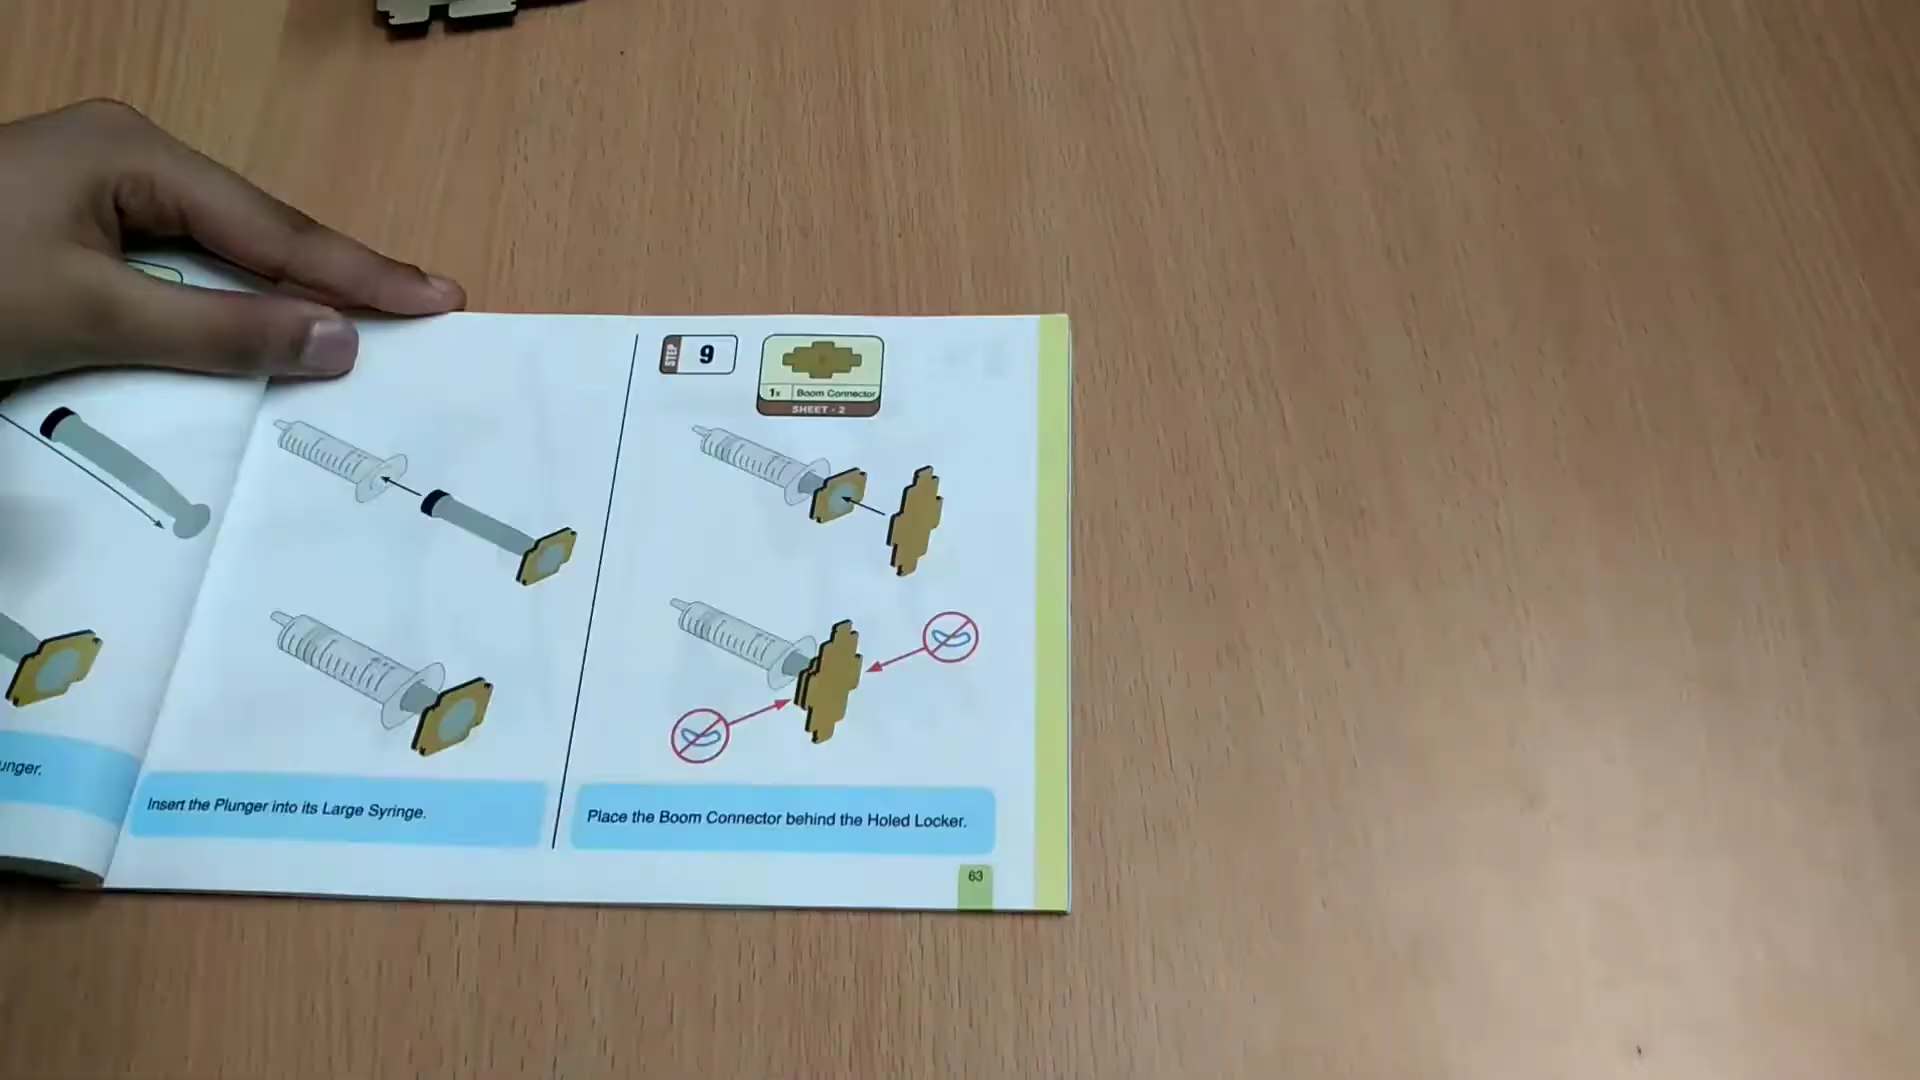 unger.
Insert the Plunger into its Large Syringe.
STEP 9
1x Boom Connector
SHEET - 2
Place the Boom Connector behind the Holed Locker.
63